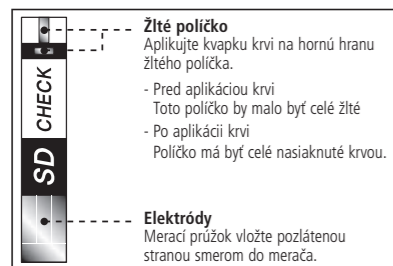 Žlté políčko
Aplikujte kvapku krvi na hornú hranu
žltého políčka.
- Pred aplikáciou krvi
Toto políčko by malo byť celé žlté
- Po aplikácii krvi
Políčko má byť celé nasiaknuté krvou.
SD CHECK
Elektródy
Merací prúžok vložte pozlátenou
stranou smerom do merača.